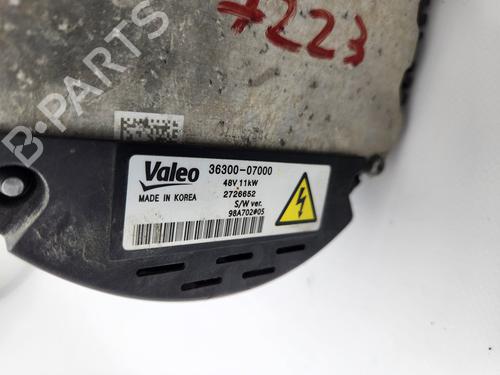 7223
B-PARTS
Valeo 36300-07000
48V 11kW
MADE IN KOREA 2726652
S/W ver.
98A702#05